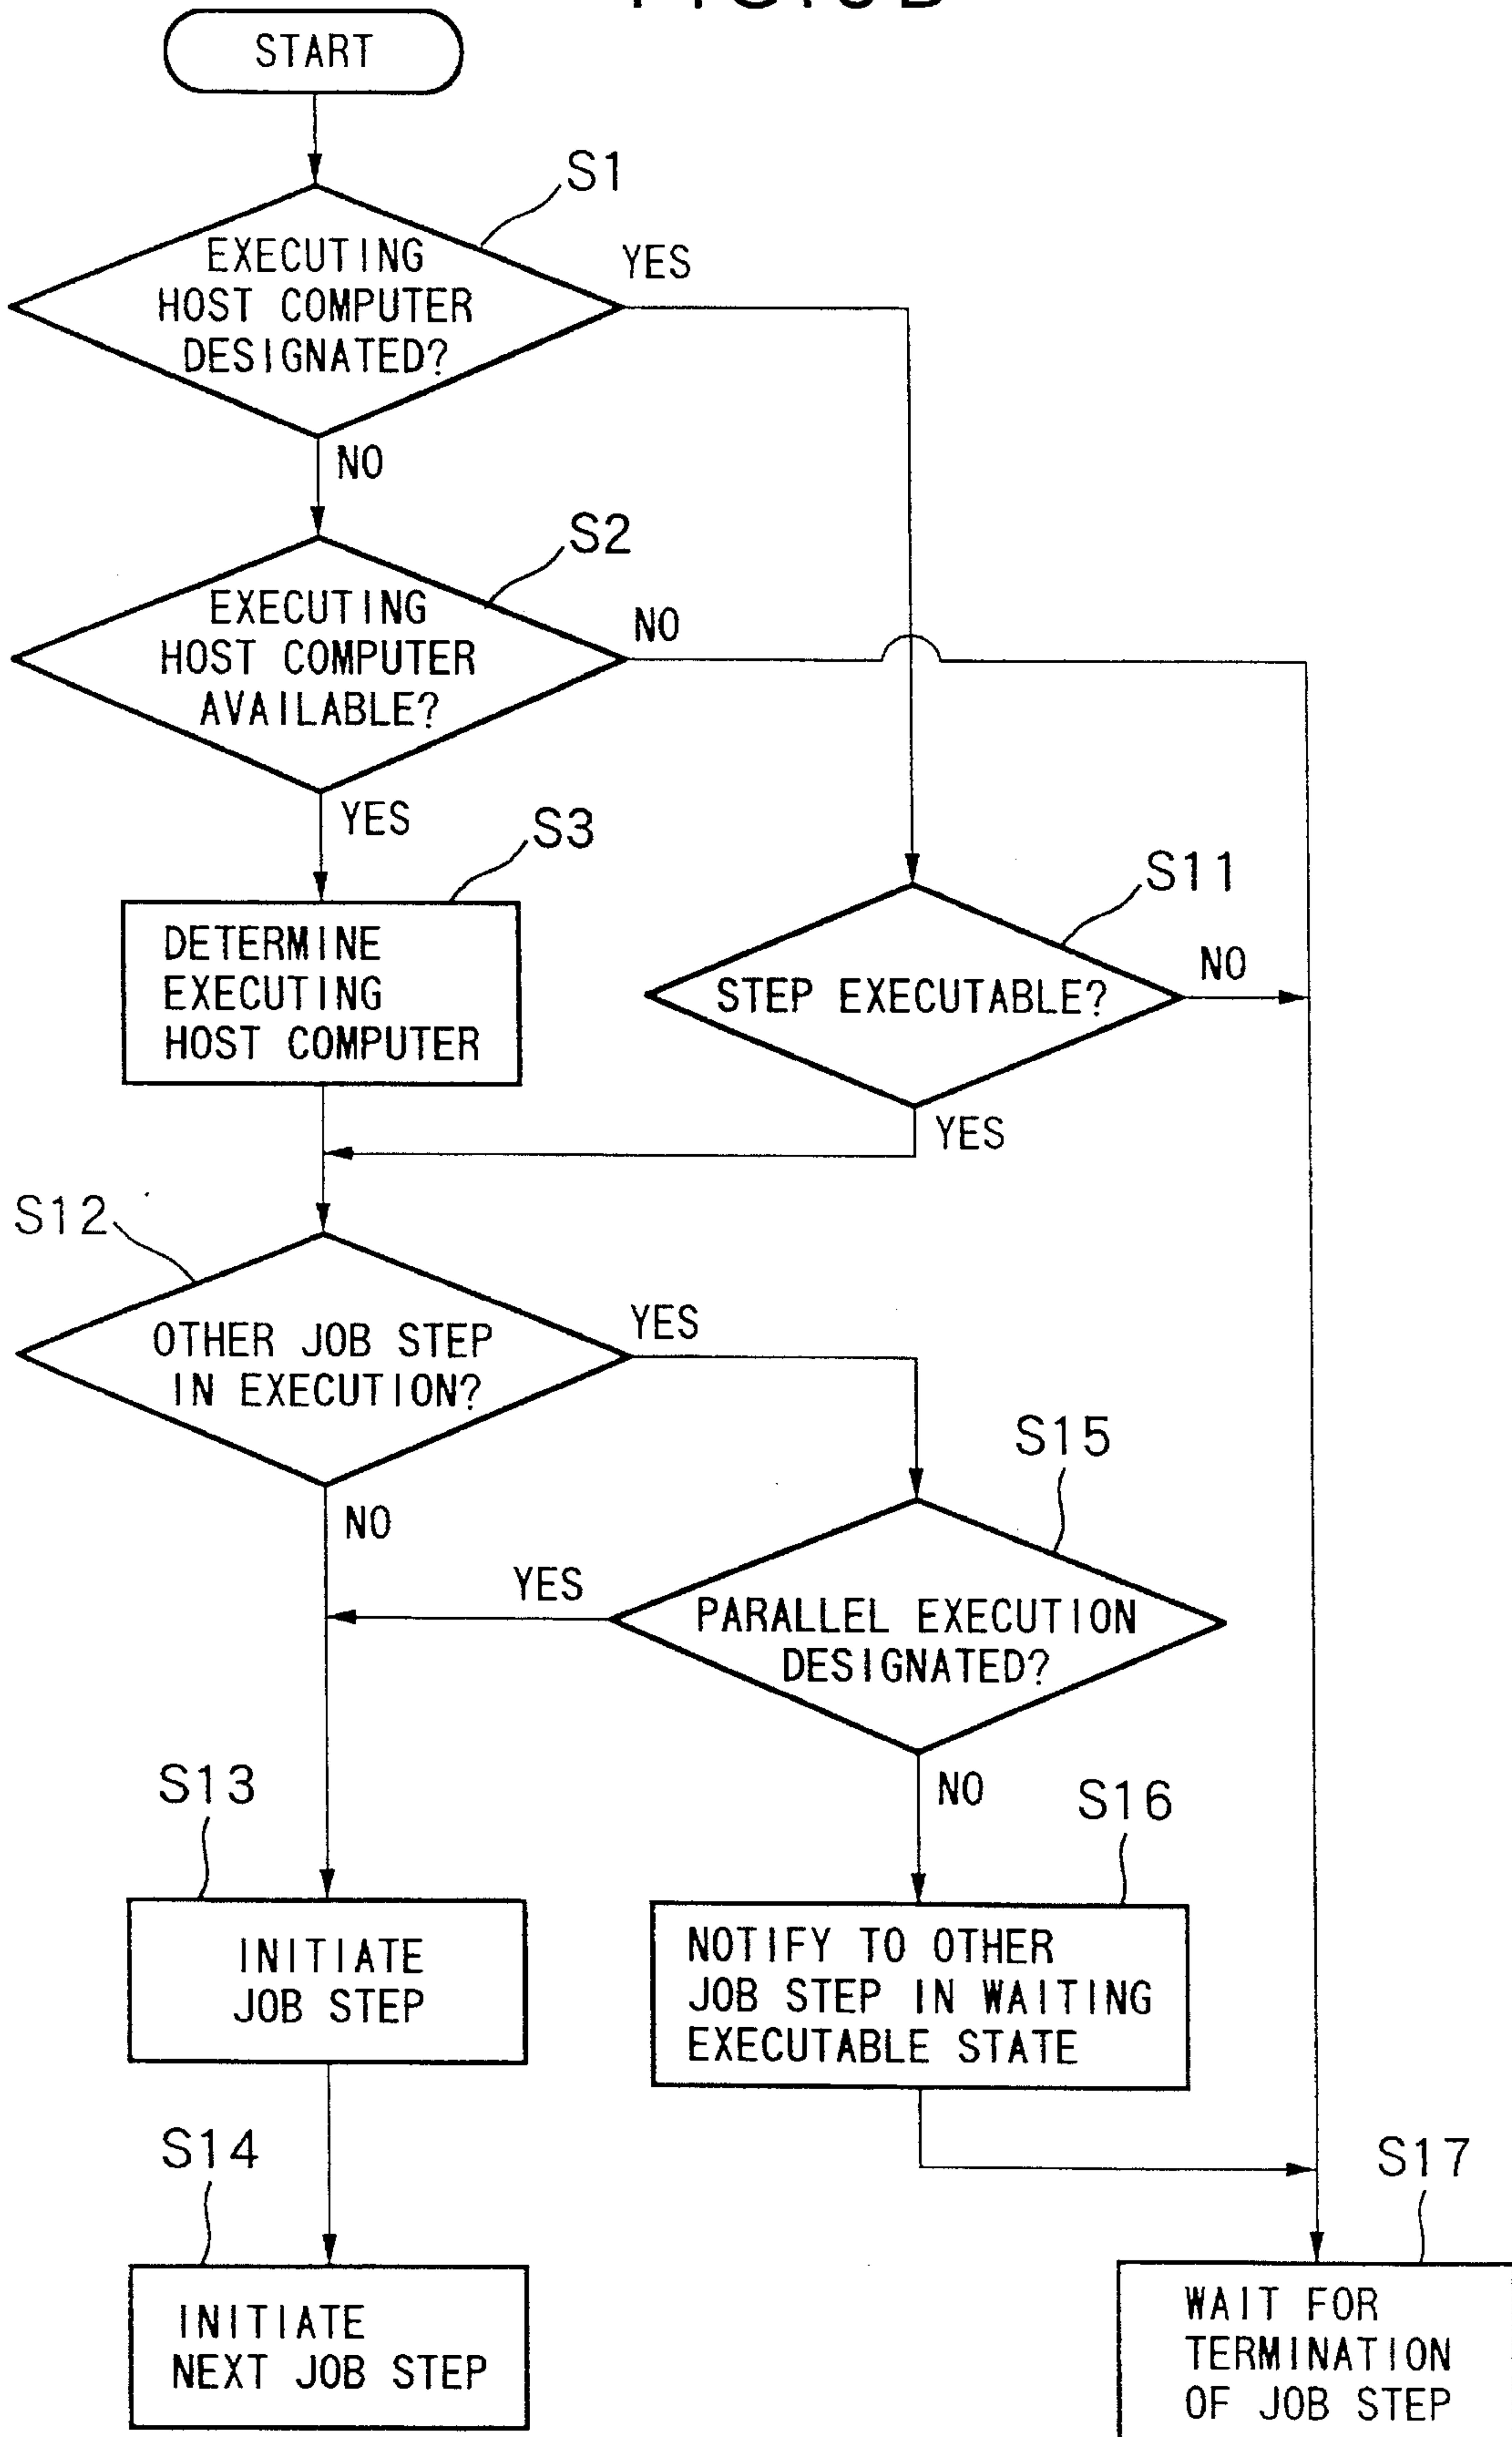 START
S1
EXECUTING
HOST COMPUTER
DESIGNATED?
YES
NO
S2
EXECUTING
HOST COMPUTER
AVAILABLE?
NO
YES
S3
DETERMINE
EXECUTING
HOST COMPUTER
S11
STEP EXECUTABLE?
NO
YES
S12
OTHER JOB STEP
IN EXECUTION?
YES
NO
S15
PARALLEL EXECUTION
DESIGNATED?
YES
NO
S13
INITIATE
JOB STEP
S16
NOTIFY TO OTHER
JOB STEP IN WAITING
EXECUTABLE STATE
S14
INITIATE
NEXT JOB STEP
S17
WAIT FOR
TERMINATION
OF JOB STEP